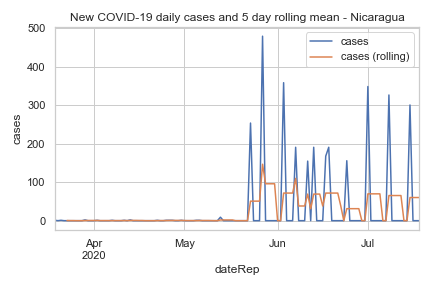 New COVID-19 daily cases and 5 day rolling mean - Nicaragua
cases
cases (rolling)
500
400
300
200
100
0
cases
Apr
2020
May
Jun
Jul
dateRep